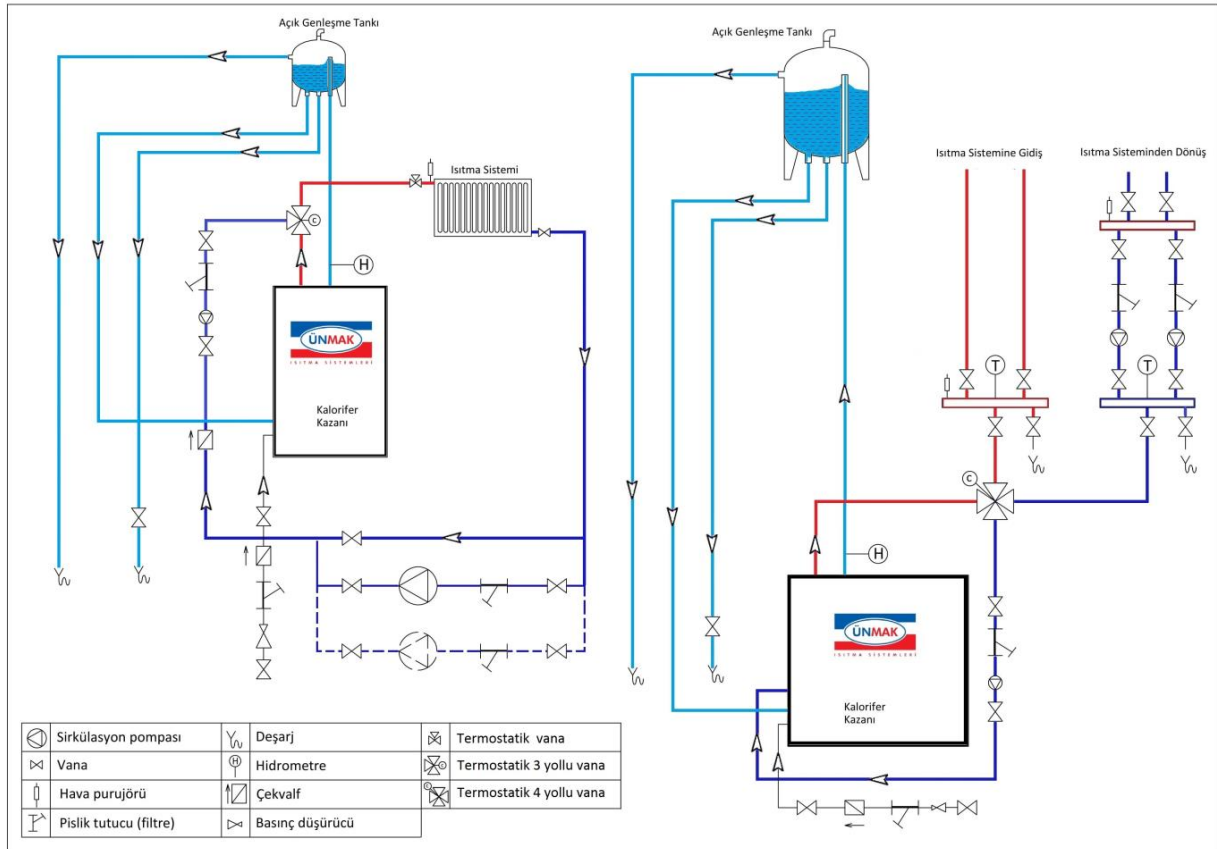 Açık Genleşme Tankı
Isıtma Sistemi
C
H
ÜNMAK
ISITMA SİSTEMLERİ
Kalorifer
Kazanı
Açık Genleşme Tankı
Isıtma Sistemine Gidiş
Isıtma Sisteminden Dönüş
T
T
C
H
ÜNMAK
ISITMA SİSTEMLERİ
Kalorifer
Kazanı
Sirkülasyon pompası
Deşarj
Termostatik vana
Vana
H
Hidrometre
C
Termostatik 3 yollu vana
Hava purujörü
Çekvalf
C
Termostatik 4 yollu vana
Pislik tutucu (filtre)
Basınç düşürücü